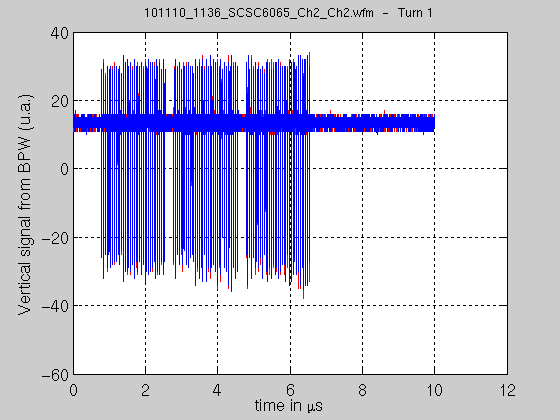 101110_1136_SCSC6065_Ch2_Ch2.wfm - Turn 1
Vertical signal from BPW (u.a.)
40
20
0
−20
−40
−60
0 2 4 6 8 10 12
time in µs